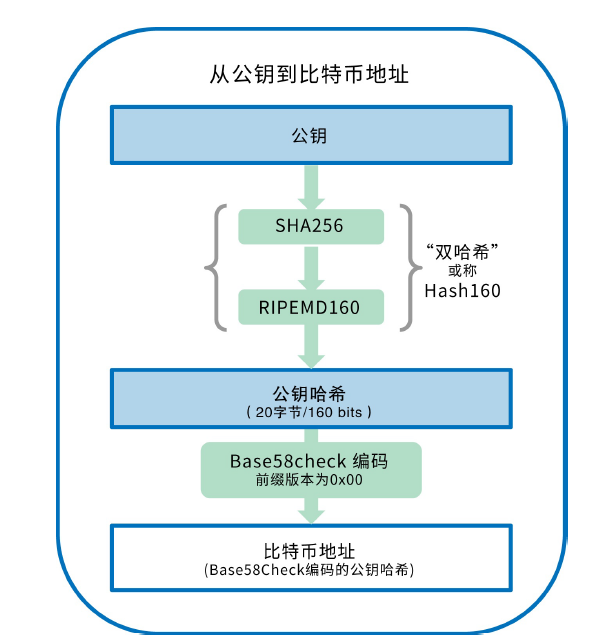 从公钥到比特币地址
公钥
SHA256
“双哈希”
或称
Hash160
RIPEMD160
公钥哈希
(20字节/160 bits)
Base58check 编码
前缀版本为0x00
比特币地址
(Base58Check编码的公钥哈希)